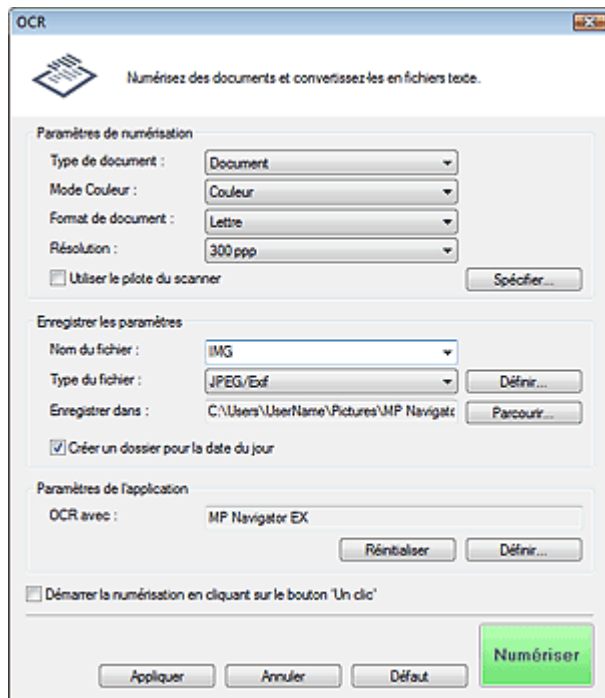 OCR
Numérisez des documents et convertissez-les en fichiers texte.
Paramètres de numérisation
Type de document : Document
Mode Couleur : Couleur
Format de document : Lettre
Résolution : 300 ppp
Utiliser le pilote du scanner Spécifier...
Enregistrer les paramètres
Nom du fichier : IMG
Type du fichier : JPEG/Exif Définir...
Enregistrer dans : C:\Users\UserName\Pictures\MP Navigatc Parcourir...
Créer un dossier pour la date du jour
Paramètres de l'application
OCR avec : MP Navigator EX
Réinitialiser Définir...
Démarrer la numérisation en cliquant sur le bouton 'Un clic'
Numériser
Appliquer Annuler Défaut